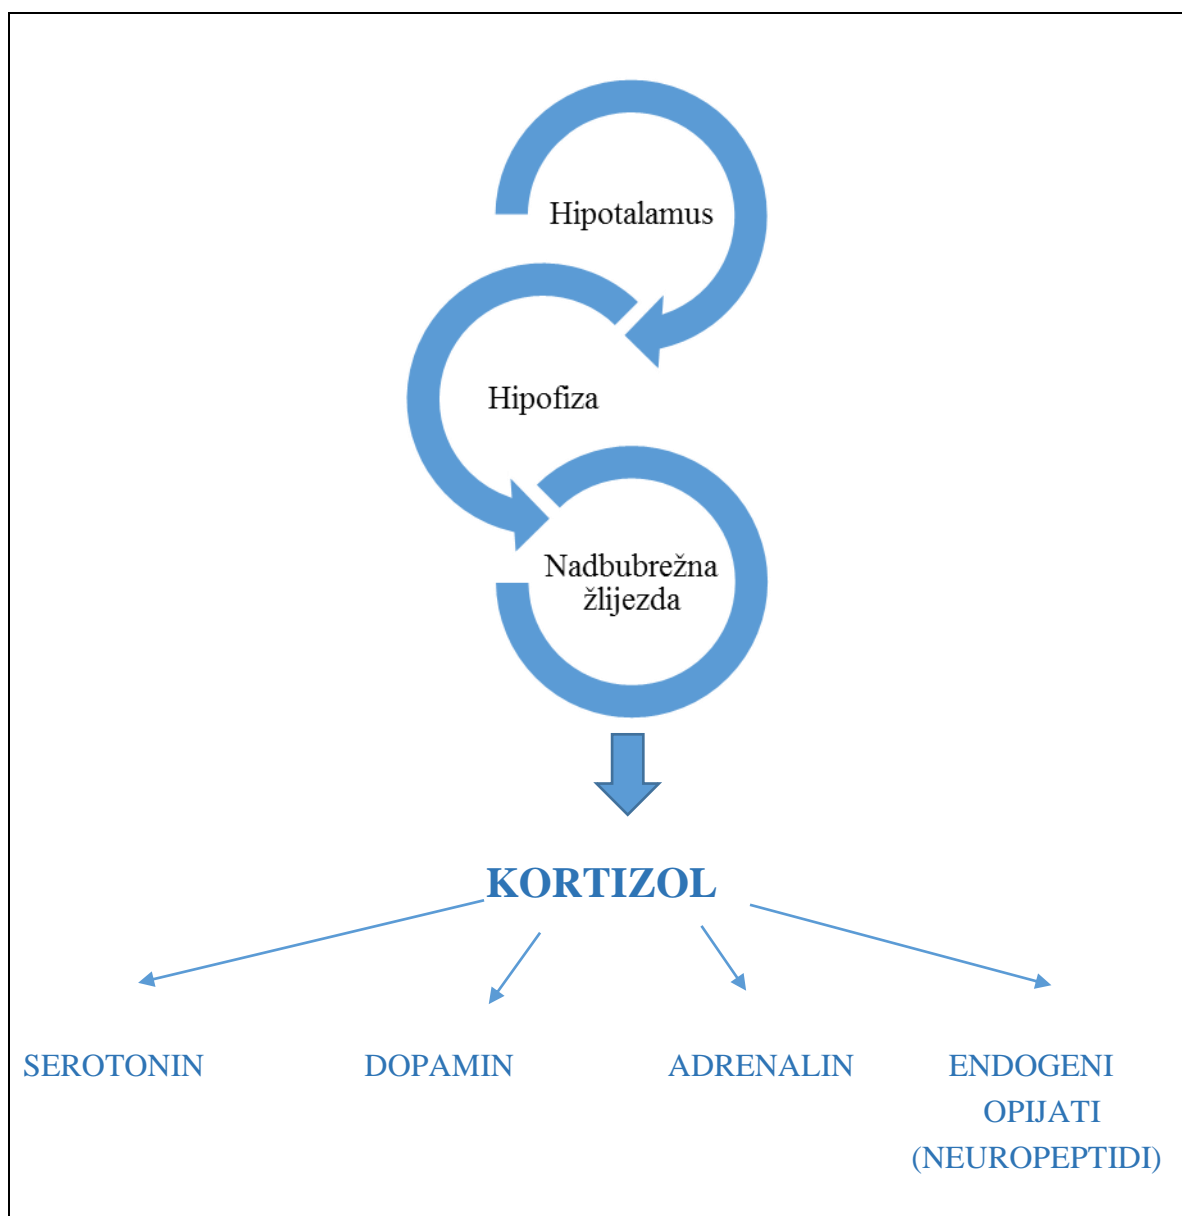 Hipotalamus
Hipofiza
Nadbubrežna
žlijezda
KORTIZOL
SEROTONIN
DOPAMIN
ADRENALIN
ENDOGENI
OPIJATI
(NEUROPEPTIDI)